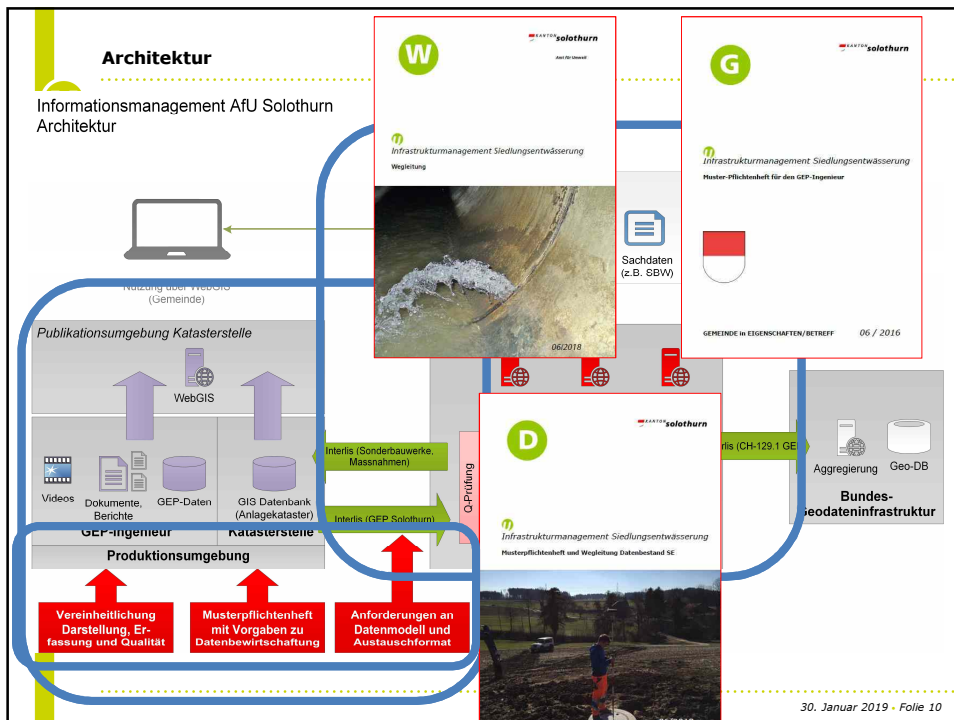 Architektur
Informationsmanagement AfU Solothurn
Architektur
W
KANTON solothurn
Amt für Umwelt
Infrastrukturmanagement Siedlungsentwässerung
Wegleitung
06/2018
G
KANTON solothurn
Infrastrukturmanagement Siedlungsentwässerung
Muster-Pflichtenheft für den GEP-Ingenieur
GEMEINDE in EIGENSCHAFTEN/BETREFF
06 / 2016
Sachdaten
(z.B. SBW)
Nutzung über WebGIS
(Gemeinde)
Publikationsumgebung Katasterstelle
WebGIS
Videos
Dokumente,
Berichte
GEP-Daten
GIS Datenbank
(Anlagekataster)
GEP-Ingenieur
Katasterstelle
Produktionsumgebung
Interlis (Sonderbauwerke,
Massnahmen)
Interlis (GEP Solothurn)
Q-Prüfung
D
KANTON solothurn
Infrastrukturmanagement Siedlungsentwässerung
Musterpflichtenheft und Wegleitung Datenbestand SE
rlis (CH-129.1 GE
Aggregierung
Geo-DB
Bundes-
Geodateninfrastruktur
Vereinheitlichung
Darstellung, Er-
fassung und Qualität
Musterpflichtenheft
mit Vorgaben zu
Datenbewirtschaftung
Anforderungen an
Datenmodell und
Austauschformat
30. Januar 2019 - Folie 10